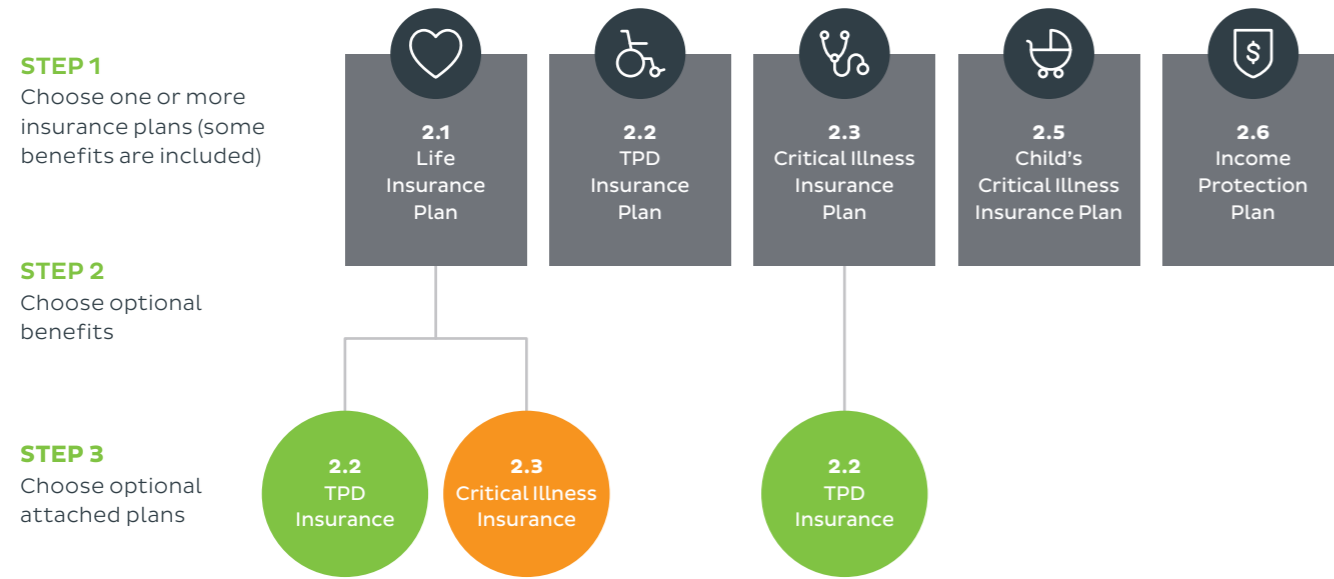 STEP 1
Choose one or more
insurance plans (some
benefits are included)
2.1
Life
Insurance
Plan
2.2
TPD
Insurance
Plan
2.3
Critical Illness
Insurance
Plan
2.5
Child’s
Critical Illness
Insurance Plan
$
2.6
Income
Protection
Plan
STEP 2
Choose optional
benefits
STEP 3
Choose optional
attached plans
2.2
TPD
Insurance
2.3
Critical Illness
Insurance
2.2
TPD
Insurance